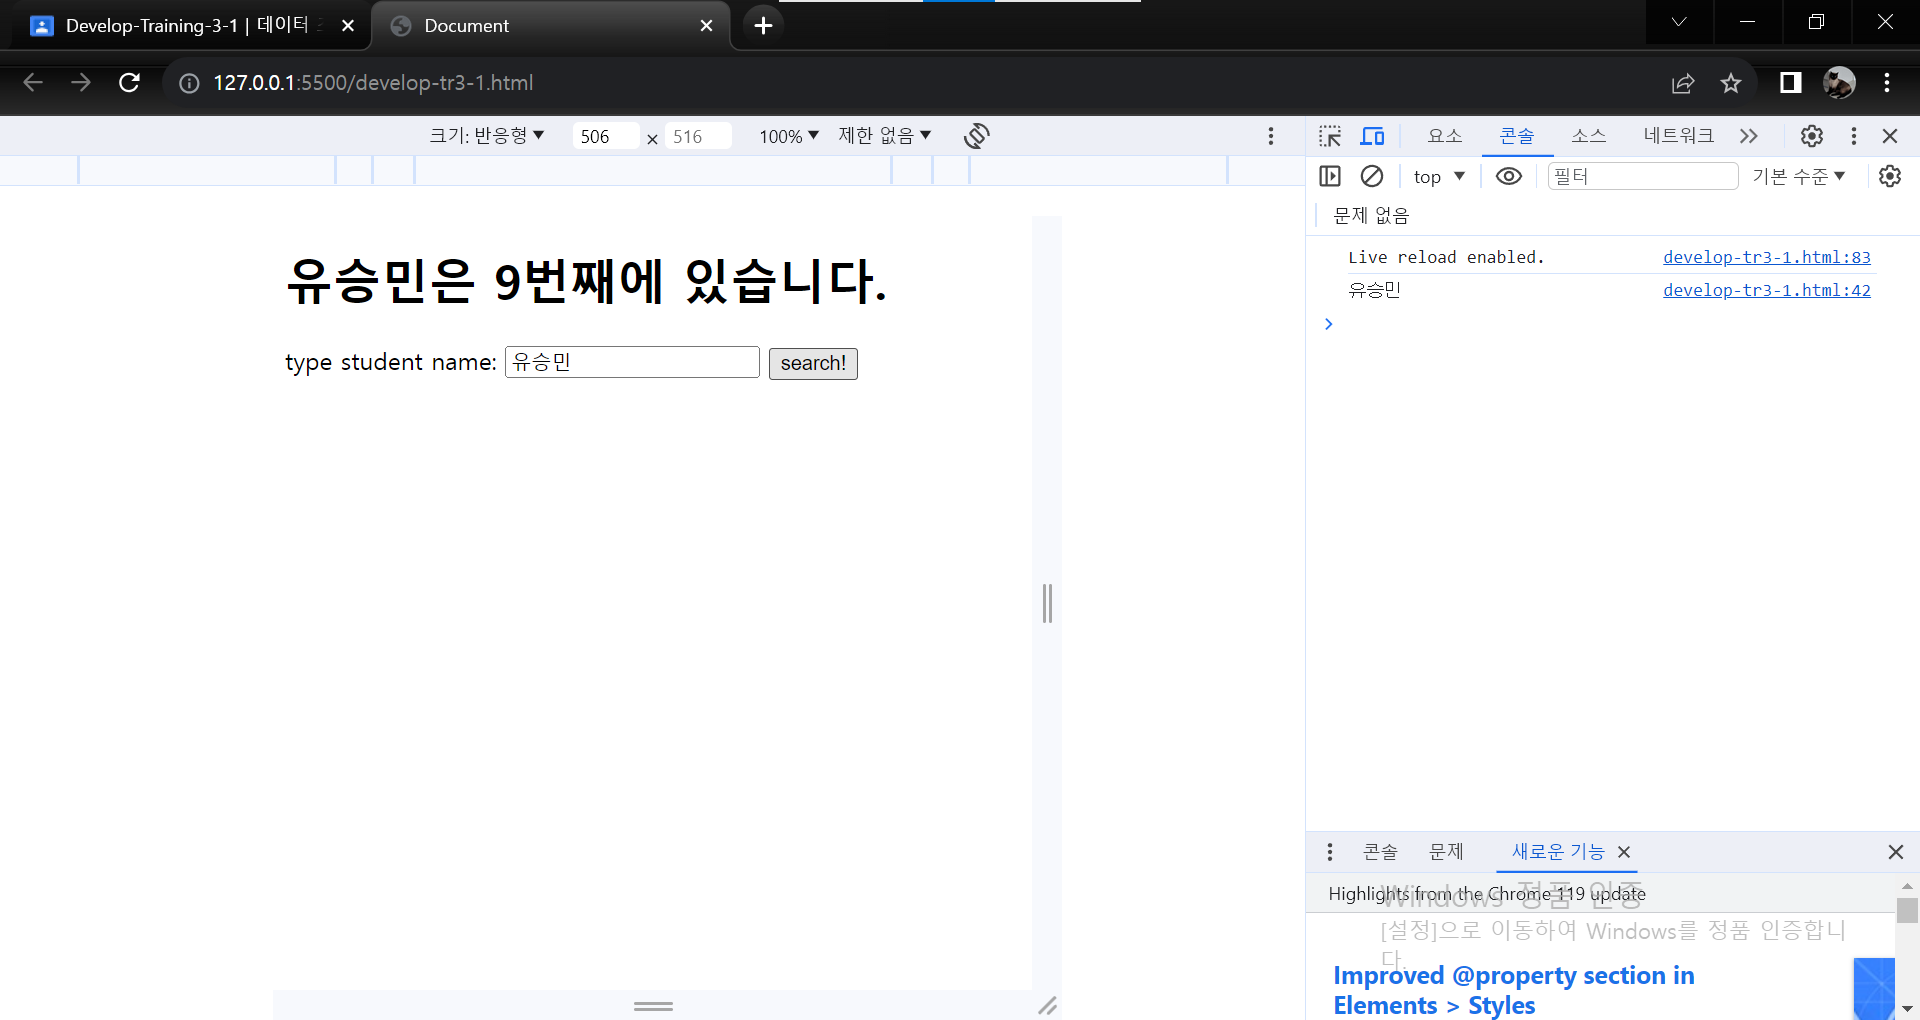 Develop-Training-3-1 | 데이터
Document
127.0.0.1:5500/develop-tr3-1.html
크기: 반응형 506 × 516 100% 제한 없음
요소 콘솔 소스 네트워크
top 필터 기본 수준
문제 없음
Live reload enabled. develop-tr3-1.html:83
유승민 develop-tr3-1.html:42
유승민은 9번째에 있습니다.
type student name: 유승민 search!
콘솔 문제 새로운 기능
Highlights from the Chrome 119 update
Windows 정품 인증
[설정]으로 이동하여 Windows를 정품 인증합니
다.
Improved @property section in
Elements > Styles